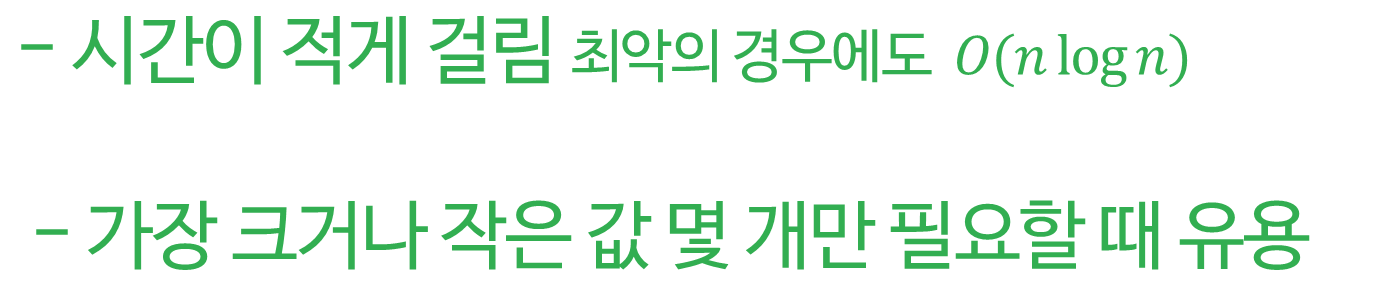 - 시간이 적게 걸림 최악의 경우에도 O(n log n)
- 가장 크거나 작은 값 몇 개만 필요할 때 유용